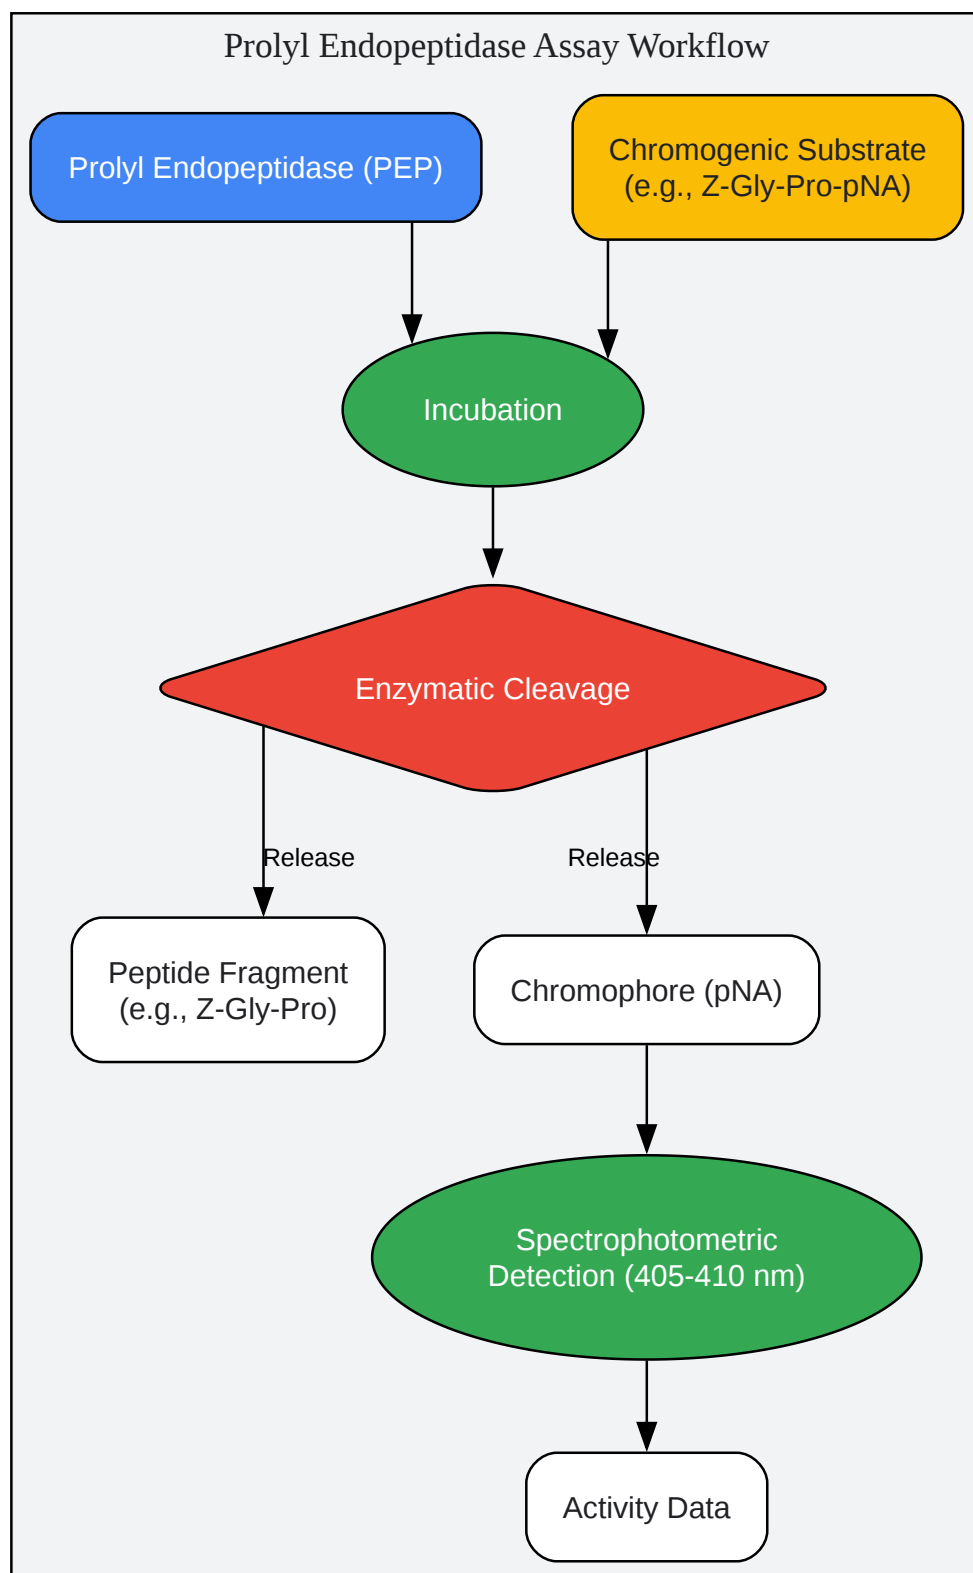 Prolyl Endopeptidase Assay Workflow
Prolyl Endopeptidase (PEP)
Chromogenic Substrate
(e.g., Z-Gly-Pro-pNA)
Incubation
Enzymatic Cleavage
Release
Release
Peptide Fragment
(e.g., Z-Gly-Pro)
Chromophore (pNA)
Spectrophotometric
Detection (405-410 nm)
Activity Data